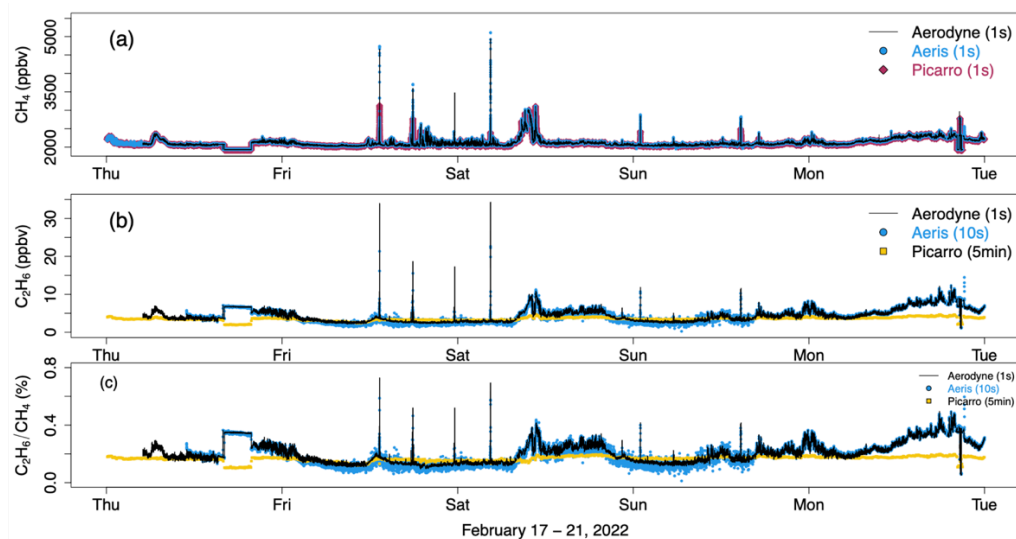 (a)
CH₄ (ppbv)
5000
3500
2000
Aerodyne (1s)
Aeris (1s)
Picarro (1s)
Thu Fri Sat Sun Mon Tue
(b)
C₂H₆ (ppbv)
30
20
10
0
Aerodyne (1s)
Aeris (10s)
Picarro (5min)
Thu Fri Sat Sun Mon Tue
(c)
C₂H₆/CH₄ (%)
0.8
0.4
0.0
Aerodyne (1s)
Aeris (10s)
Picarro (5min)
Thu Fri Sat Sun Mon Tue
February 17 – 21, 2022